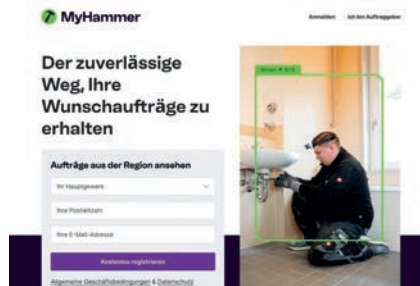 MyHammer
Anmelden Ich bin Auftraggeber
Der zuverlässige
Weg, Ihre
Wunschaufträge zu
erhalten
Aufträge aus der Region ansehen
Ihr Hauptgewerk
Ihre Postleitzahl
Ihre E-Mail-Adresse
Kostenlos registrieren
Allgemeine Geschäftsbedingungen & Datenschutz